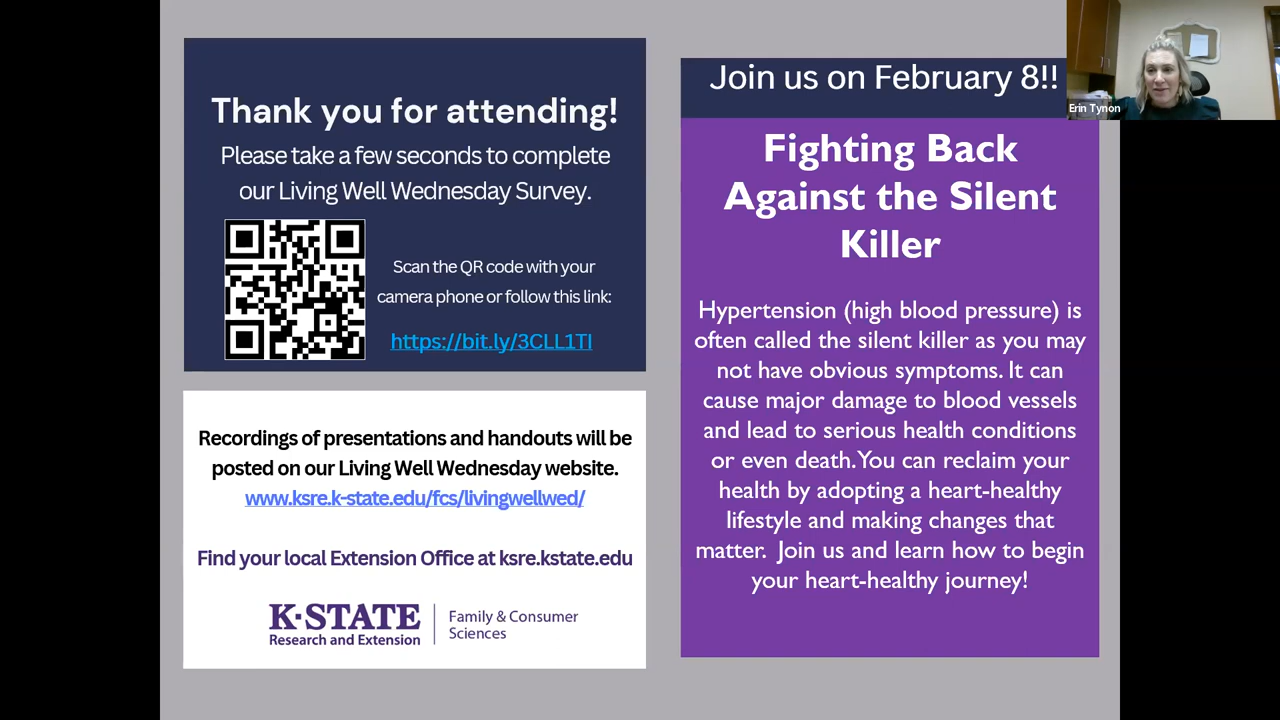 Thank you for attending!
Please take a few seconds to complete
our Living Well Wednesday Survey.
Scan the QR code with your
camera phone or follow this link:
https://bit.ly/3CLL1TI
Recordings of presentations and handouts will be
posted on our Living Well Wednesday website.
www.ksre.k-state.edu/fcs/livingwellwed/
Find your local Extension Office at ksre.kstate.edu
K-STATE
Research and Extension
Family & Consumer
Sciences
Join us on February 8!!
Fighting Back
Against the Silent
Killer
Hypertension (high blood pressure) is
often called the silent killer as you may
not have obvious symptoms. It can
cause major damage to blood vessels
and lead to serious health conditions
or even death. You can reclaim your
health by adopting a heart-healthy
lifestyle and making changes that
matter. Join us and learn how to begin
your heart-healthy journey!
Erin Tynon